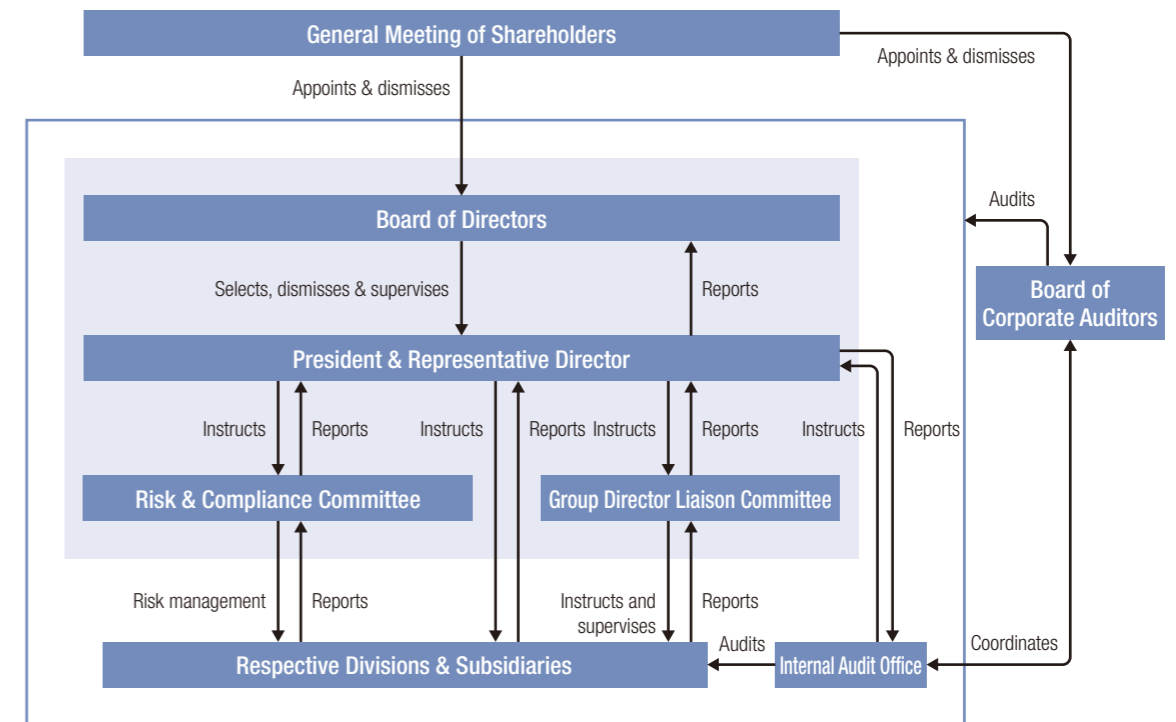 General Meeting of Shareholders
Appoints & dismisses
Appoints & dismisses
Audits
Board of Directors
Selects, dismisses & supervises
Reports
Board of
Corporate Auditors
President & Representative Director
Instructs
Reports
Instructs
Reports
Instructs
Reports
Instructs
Reports
Risk & Compliance Committee
Group Director Liaison Committee
Risk management
Reports
Instructs and
supervises
Reports
Audits
Coordinates
Respective Divisions & Subsidiaries
Internal Audit Office